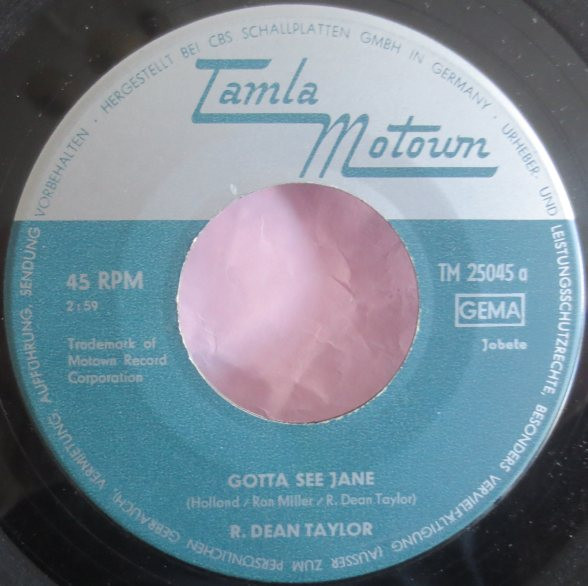 HERGESTELLT BEI CBS SCHALLPLATTEN GMBH IN GERMANY · URHEBER- UND LEISTUNGSSCHUTZRECHTE, BESONDERS VERVIELFÄLTIGUNG (AUSSER ZUM PERSÖNLICHEN GEBRAUCH), VERMIETUNG, AUFFÜHRUNG, SENDUNG VORBEHALTEN ·
Tamla
Motown
45 RPM
2:59
Trademark of
Motown Record
Corporation
TM 25045 a
GEMA
Jobete
GOTTA SEE JANE
(Holland / Ron Miller / R. Dean Taylor)
R. DEAN TAYLOR